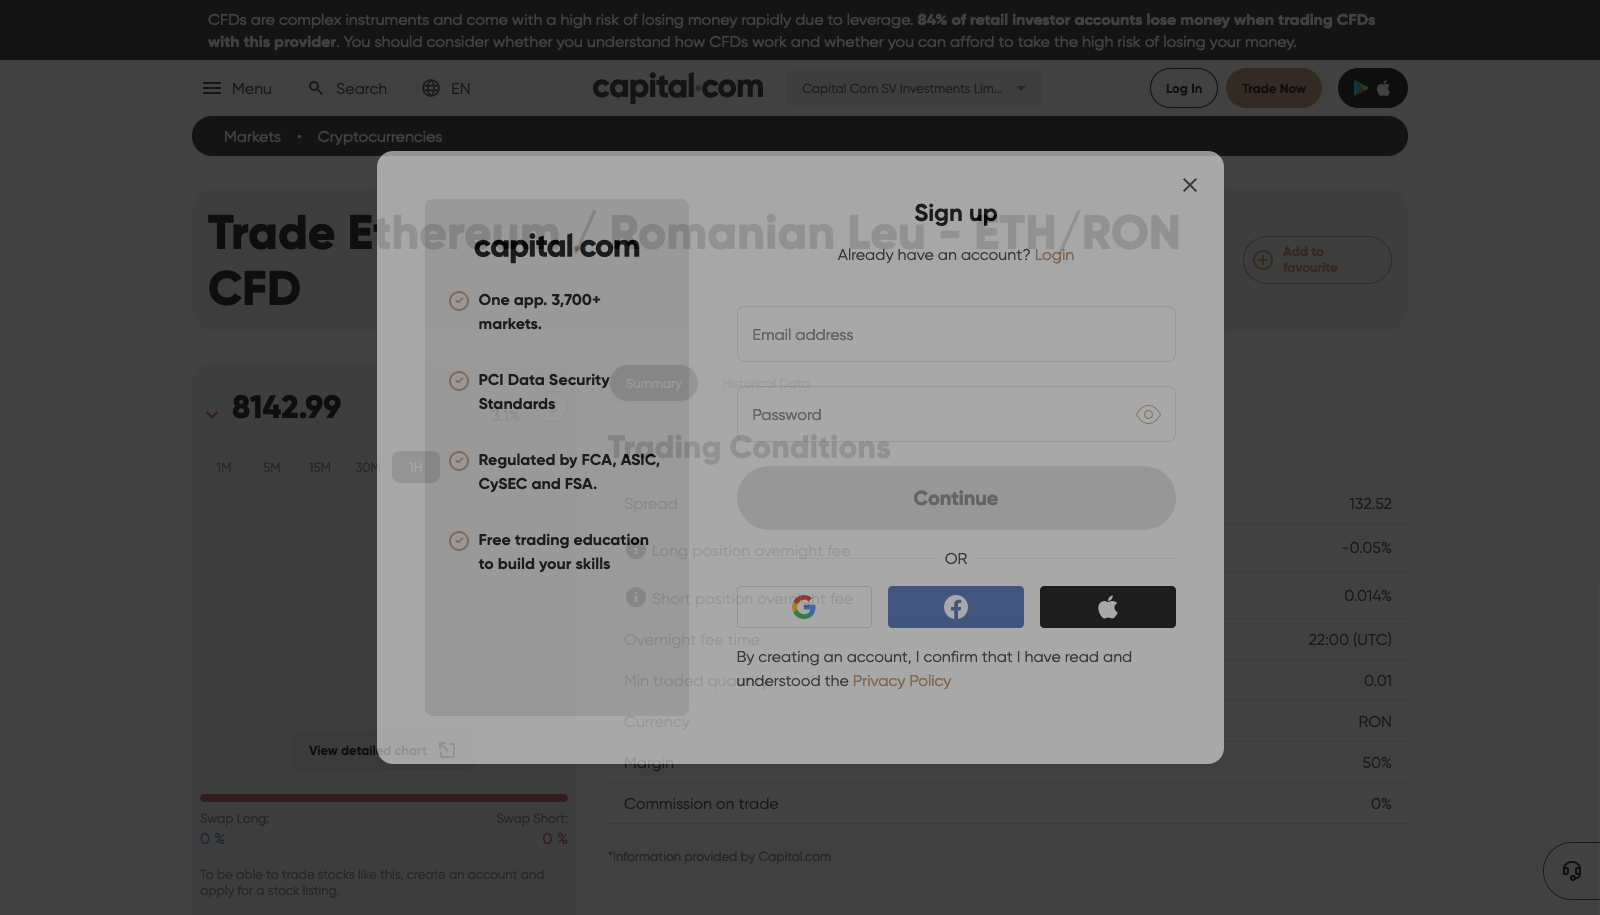 CFDs are complex instruments and come with a high risk of losing money rapidly due to leverage. 84% of retail investor accounts lose money when trading CFDs
with this provider. You should consider whether you understand how CFDs work and whether you can afford to take the high risk of losing your money.
Menu
Search
EN
capital.com
Capital Com SV Investments Lim...
Log In
Trade Now
Markets • Cryptocurrencies
Trade Ethereum / Romanian Leu - ETH/RON
CFD
Add to
favourite
8142.99
3.1%
1M 5M 15M 30M 1H
View detailed chart
Swap Long:
0 %
Swap Short:
0 %
To be able to trade stocks like this, create an account and
apply for a stock listing.
Summary
Historical Data
Trading Conditions
Spread 132.52
Long position overnight fee -0.05%
Short position overnight fee 0.014%
Overnight fee time 22:00 (UTC)
Min traded quantity 0.01
Currency RON
Margin 50%
Commission on trade 0%
*Information provided by Capital.com
capital.com
One app. 3,700+
markets.
PCI Data Security
Standards
Regulated by FCA, ASIC,
CySEC and FSA.
Free trading education
to build your skills
Sign up
Already have an account? Login
Email address
Password
Continue
OR
By creating an account, I confirm that I have read and
understood the Privacy Policy